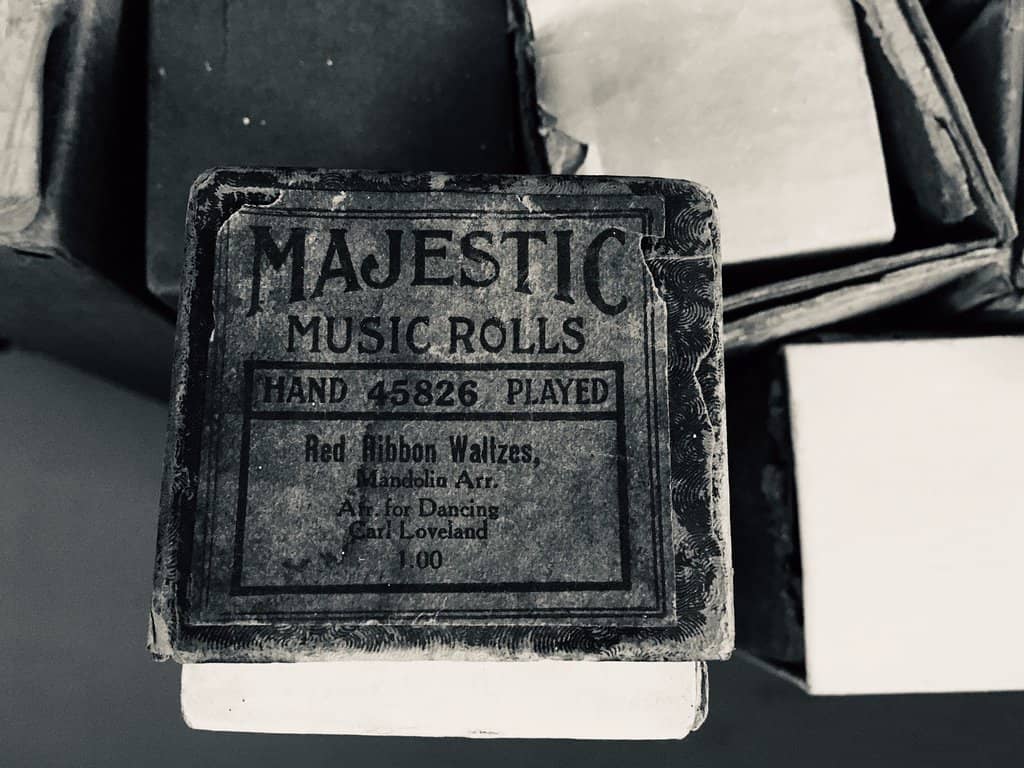 MAJESTIC
MUSIC ROLLS
HAND 45826 PLAYED
Red Ribbon Waltzes,
Mandolin Arr.
Arr. for Dancing
Carl Loveland
1.00